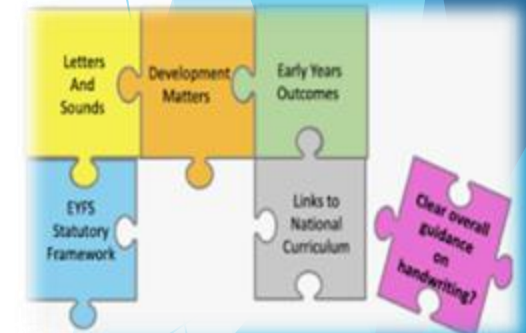 Letters
And
Sounds
Development
Matters
Early Years
Outcomes
EYFS
Statutory
Framework
Links to
National
Curriculum
Clear overall
guidance
on
handwriting?